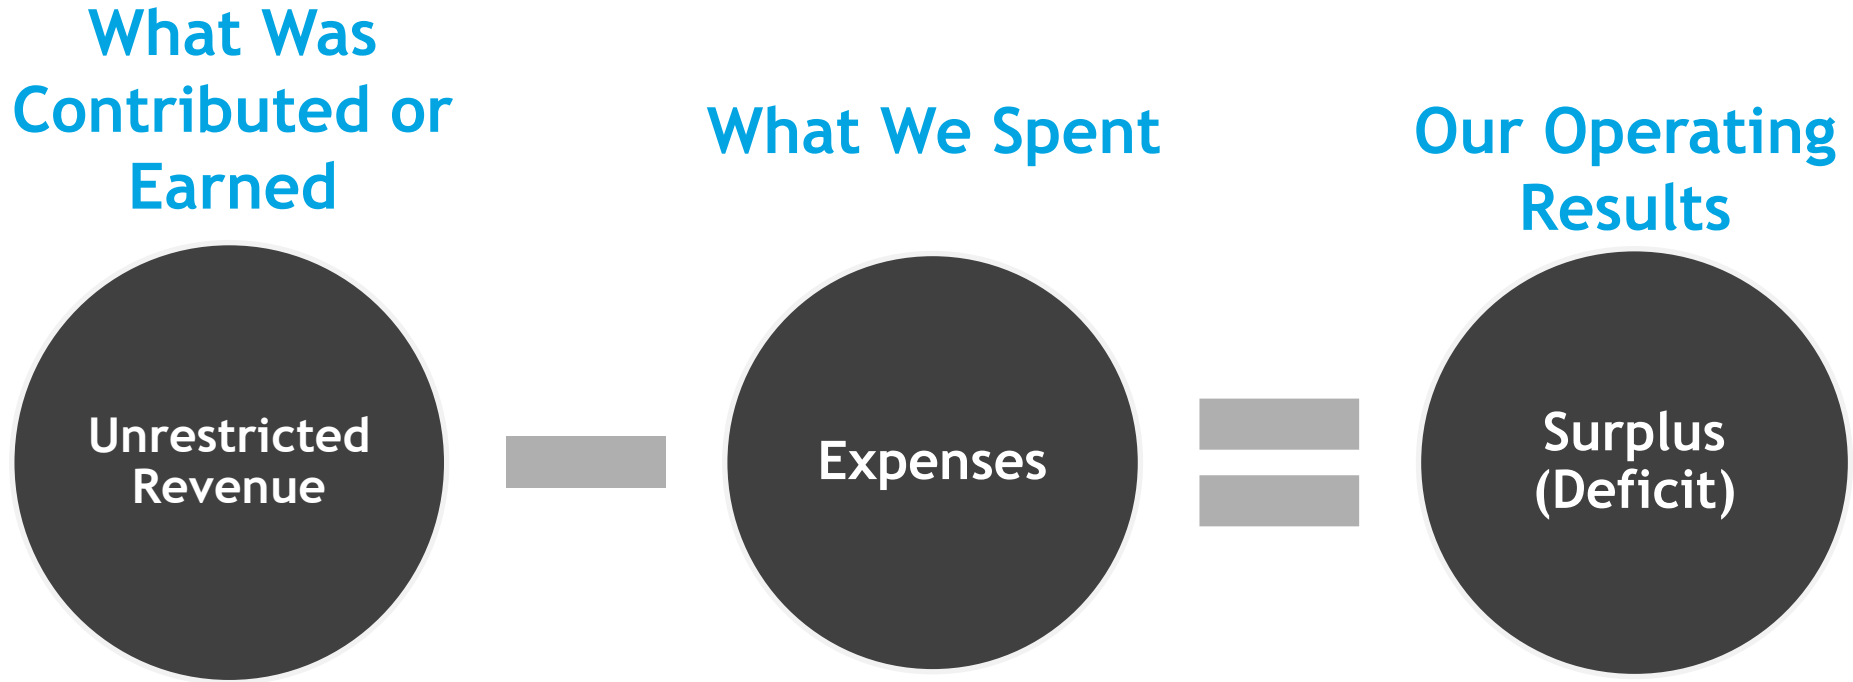 What Was
Contributed or
Earned
What We Spent
Our Operating
Results
Unrestricted
Revenue
Expenses
Surplus
(Deficit)